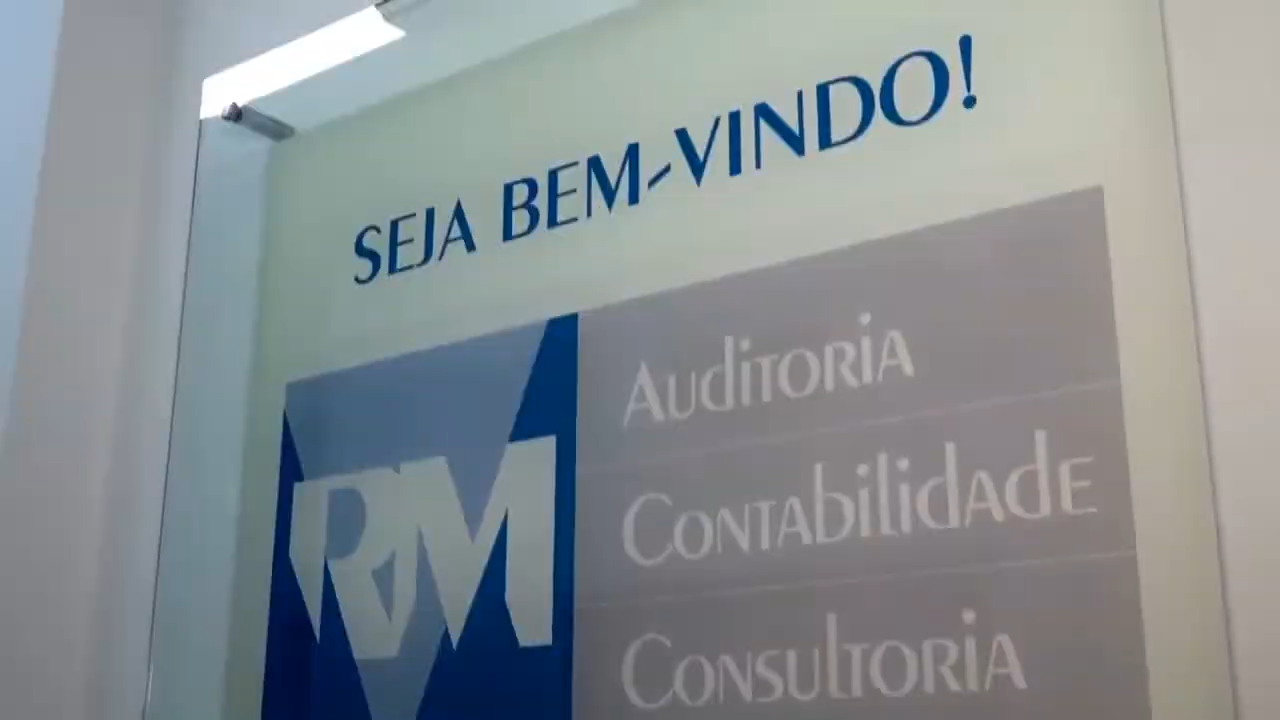 SEJA BEM-VINDO!
RM
Auditoria
Contabilidade
Consultoria